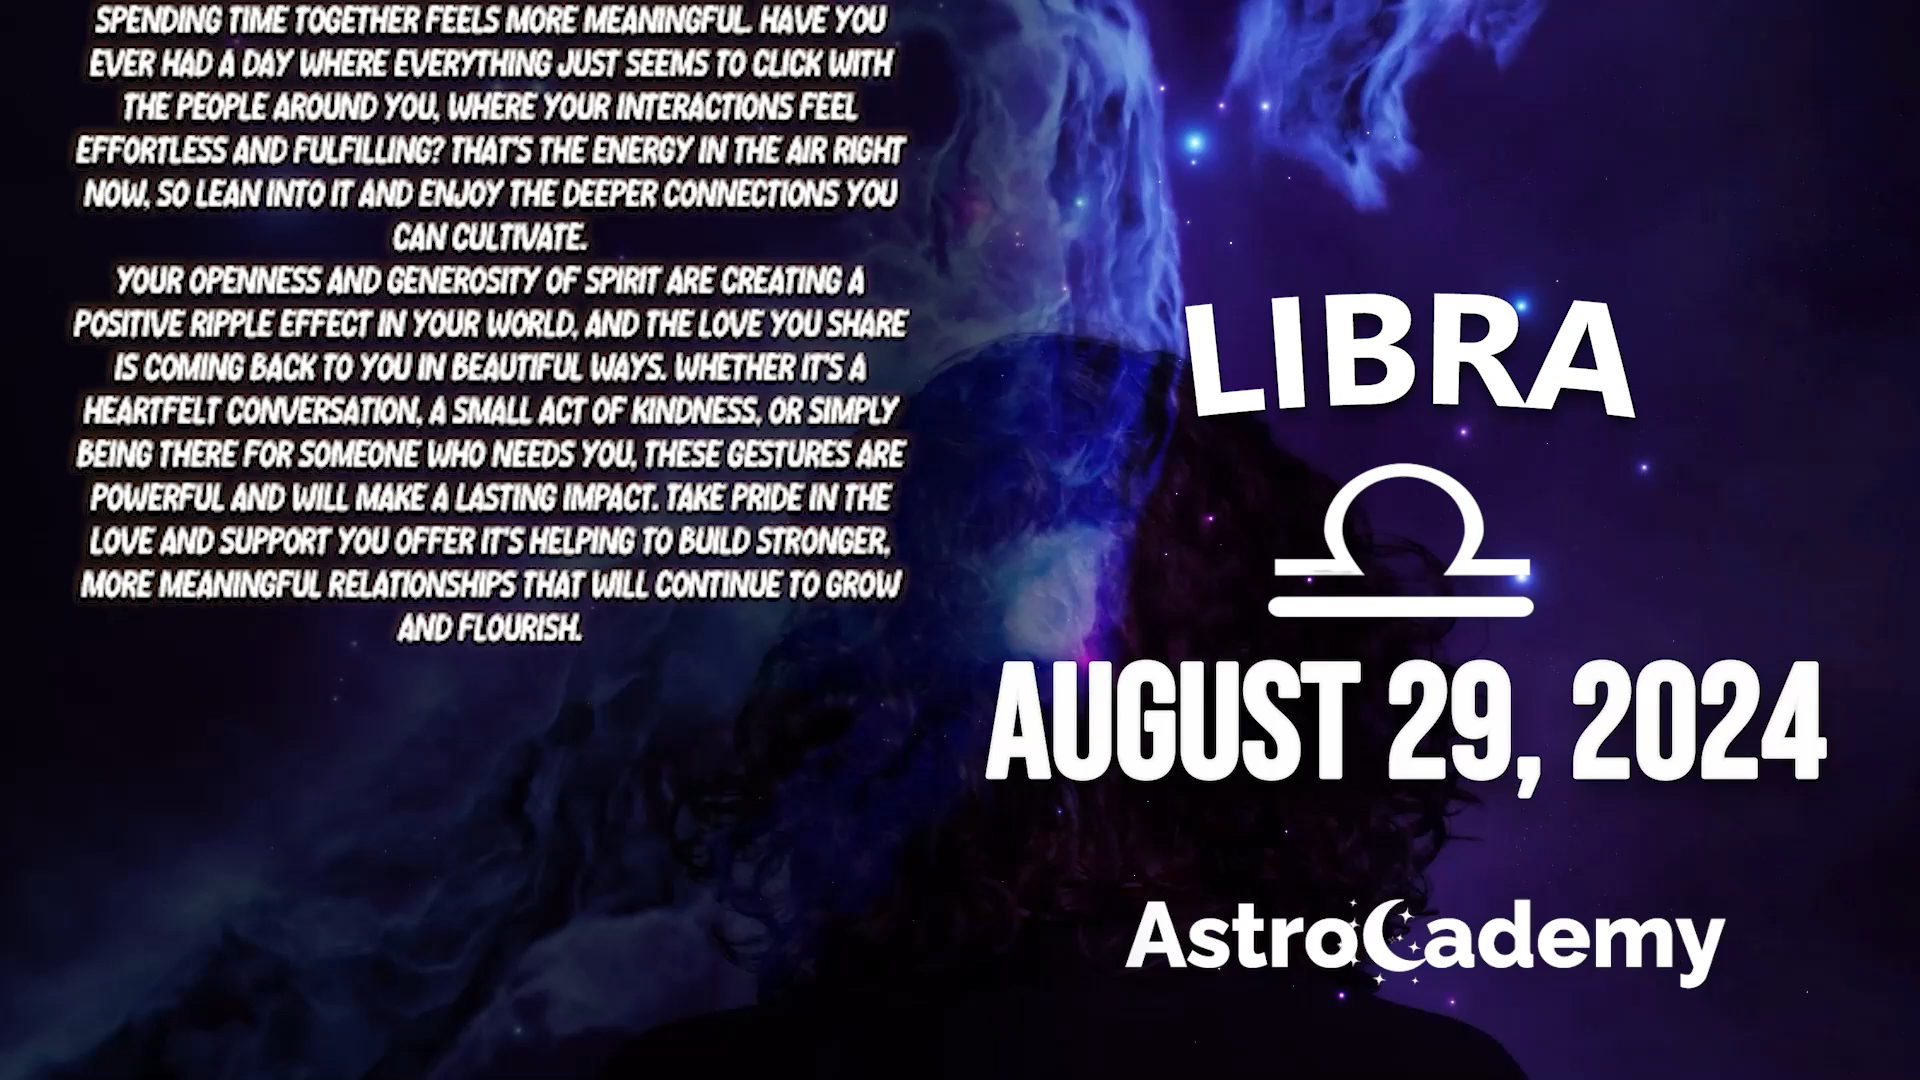 SPENDING TIME TOGETHER FEELS MORE MEANINGFUL. HAVE YOU
EVER HAD A DAY WHERE EVERYTHING JUST SEEMS TO CLICK WITH
THE PEOPLE AROUND YOU, WHERE YOUR INTERACTIONS FEEL
EFFORTLESS AND FULFILLING? THAT'S THE ENERGY IN THE AIR RIGHT
NOW, SO LEAN INTO IT AND ENJOY THE DEEPER CONNECTIONS YOU
CAN CULTIVATE.
YOUR OPENNESS AND GENEROSITY OF SPIRIT ARE CREATING A
POSITIVE RIPPLE EFFECT IN YOUR WORLD, AND THE LOVE YOU SHARE
IS COMING BACK TO YOU IN BEAUTIFUL WAYS. WHETHER IT'S A
HEARTFELT CONVERSATION, A SMALL ACT OF KINDNESS, OR SIMPLY
BEING THERE FOR SOMEONE WHO NEEDS YOU, THESE GESTURES ARE
POWERFUL AND WILL MAKE A LASTING IMPACT. TAKE PRIDE IN THE
LOVE AND SUPPORT YOU OFFER IT'S HELPING TO BUILD STRONGER,
MORE MEANINGFUL RELATIONSHIPS THAT WILL CONTINUE TO GROW
AND FLOURISH.
LIBRA
AUGUST 29, 2024
AstroCademy